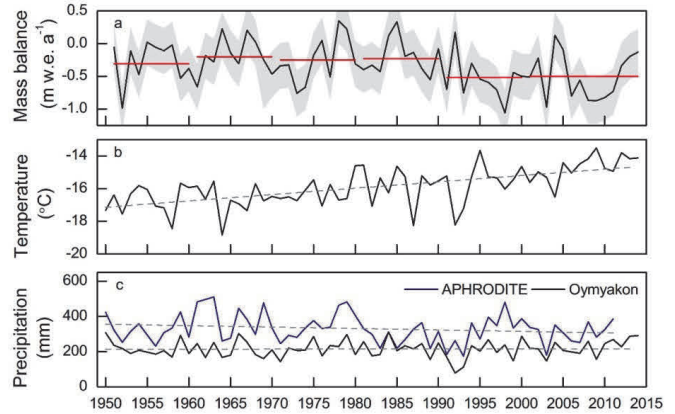 a
Mass balance
(m w.e. a⁻¹)
0.5
0.0
-0.5
-1.0
b
Temperature
(°C)
-14
-16
-18
-20
c
APHRODITE
Oymyakon
Precipitation
(mm)
600
400
200
0
1950 1955 1960 1965 1970 1975 1980 1985 1990 1995 2000 2005 2010 2015